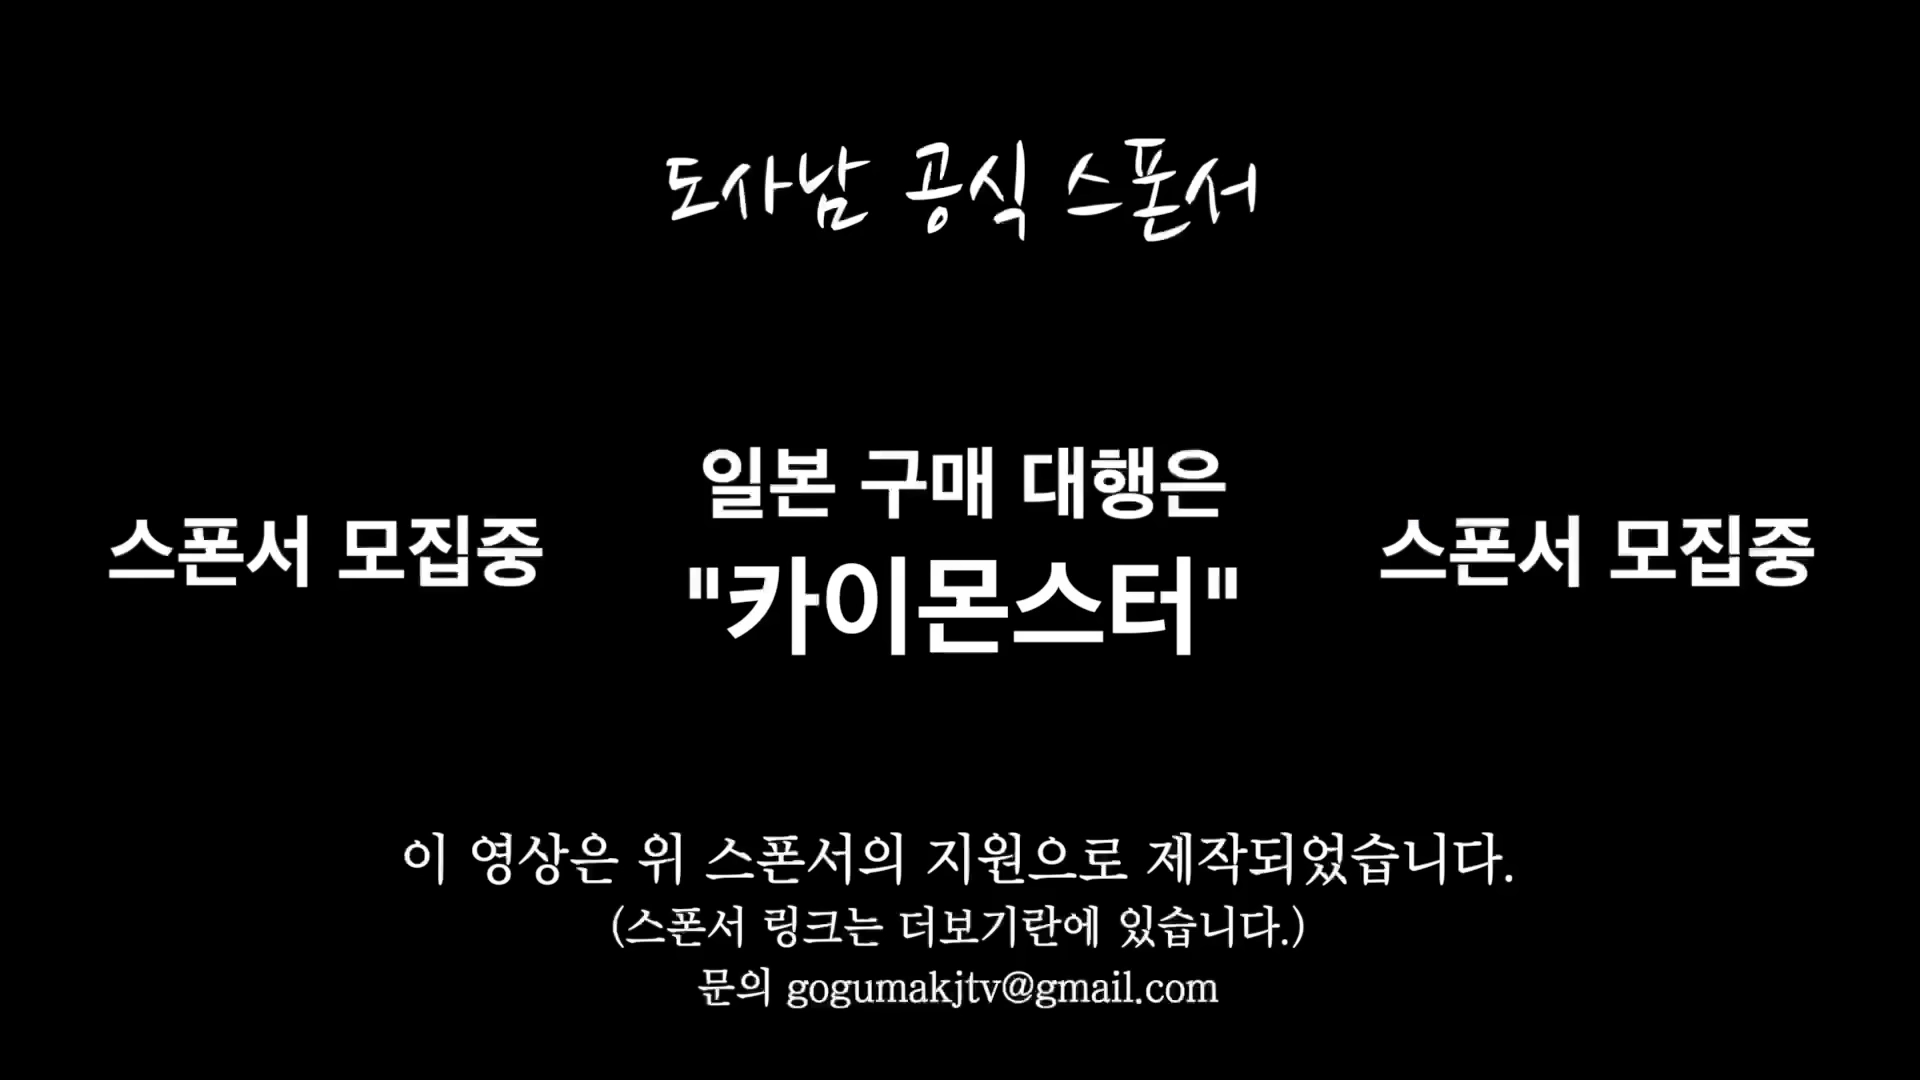 도사남 공식 스폰서
스폰서 모집중
일본 구매 대행은
"카이몬스터"
스폰서 모집중
이 영상은 위 스폰서의 지원으로 제작되었습니다.
(스폰서 링크는 더보기란에 있습니다.)
문의 gogumakjtv@gmail.com